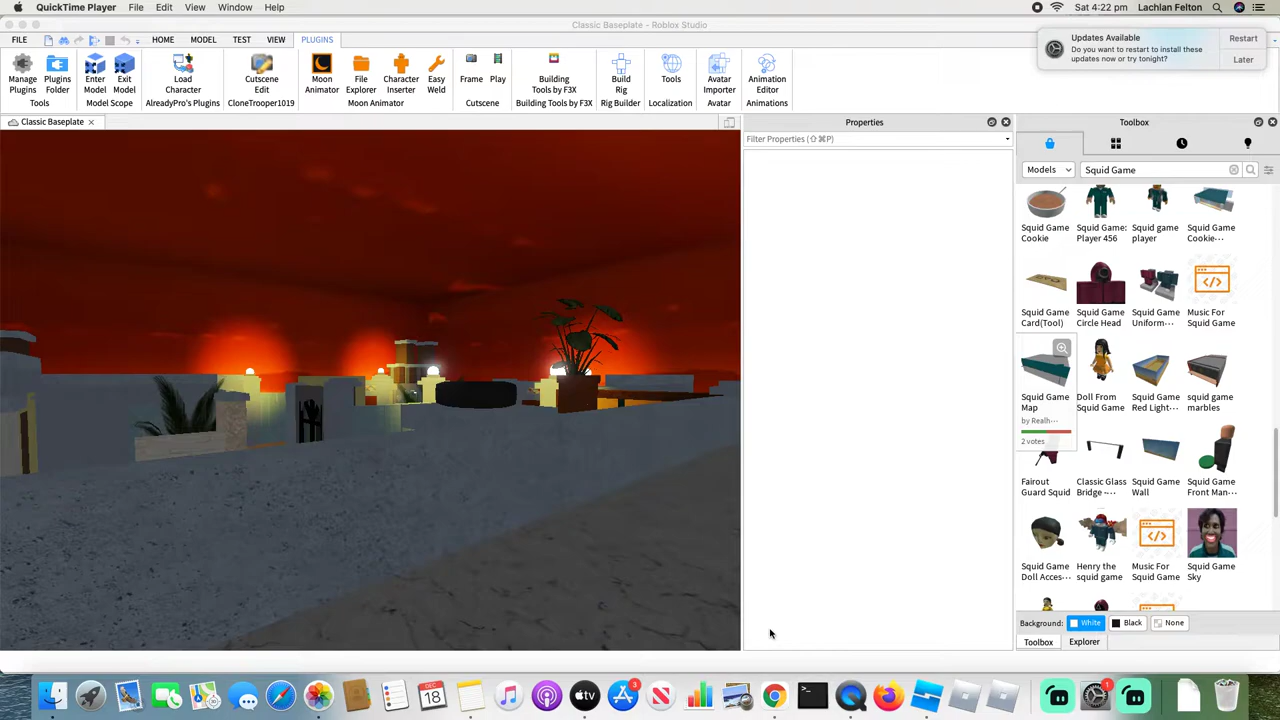 QuickTime Player File Edit View Window Help Sat 4:22 pm Lachlan Felton
Classic Baseplate - Roblox Studio
FILE HOME MODEL TEST VIEW PLUGINS
Updates Available
Do you want to restart to install these
updates now or try tonight?
Restart
Later
Manage
Plugins
Plugins
Folder
Tools
Enter
Model
Exit
Model
Model Scope
Load
Character
AlreadyPro's Plugins
Cutscene
Edit
CloneTrooper1019
Moon
Animator
File
Explorer
Character
Inserter
Easy
Weld
Moon Animator
Frame
Play
Cutscene
Building
Tools by F3X
Building Tools by F3X
Build
Rig
Rig Builder
Tools
Localization
Avatar
Importer
Avatar
Animation
Editor
Animations
Classic Baseplate
Properties
Filter Properties (⇧⌘P)
Toolbox
Models
Squid Game
Squid Game
Cookie
Squid Game:
Player 456
Squid game
player
Squid Game
Cookie···
Squid Game
Card(Tool)
Squid Game
Circle Head
Squid Game
Uniform···
Music For
Squid Game
Squid Game
Map
by Realh···
2 votes
Doll From
Squid Game
Squid Game
Red Light···
squid game
marbles
Fairout
Guard Squid
Classic Glass
Bridge -···
Squid Game
Wall
Squid Game
Front Man···
Squid Game
Doll Acces···
Henry the
squid game
Music For
Squid Game
Squid Game
Sky
Background: White Black None
Toolbox Explorer
DEC
18
tv
3
1